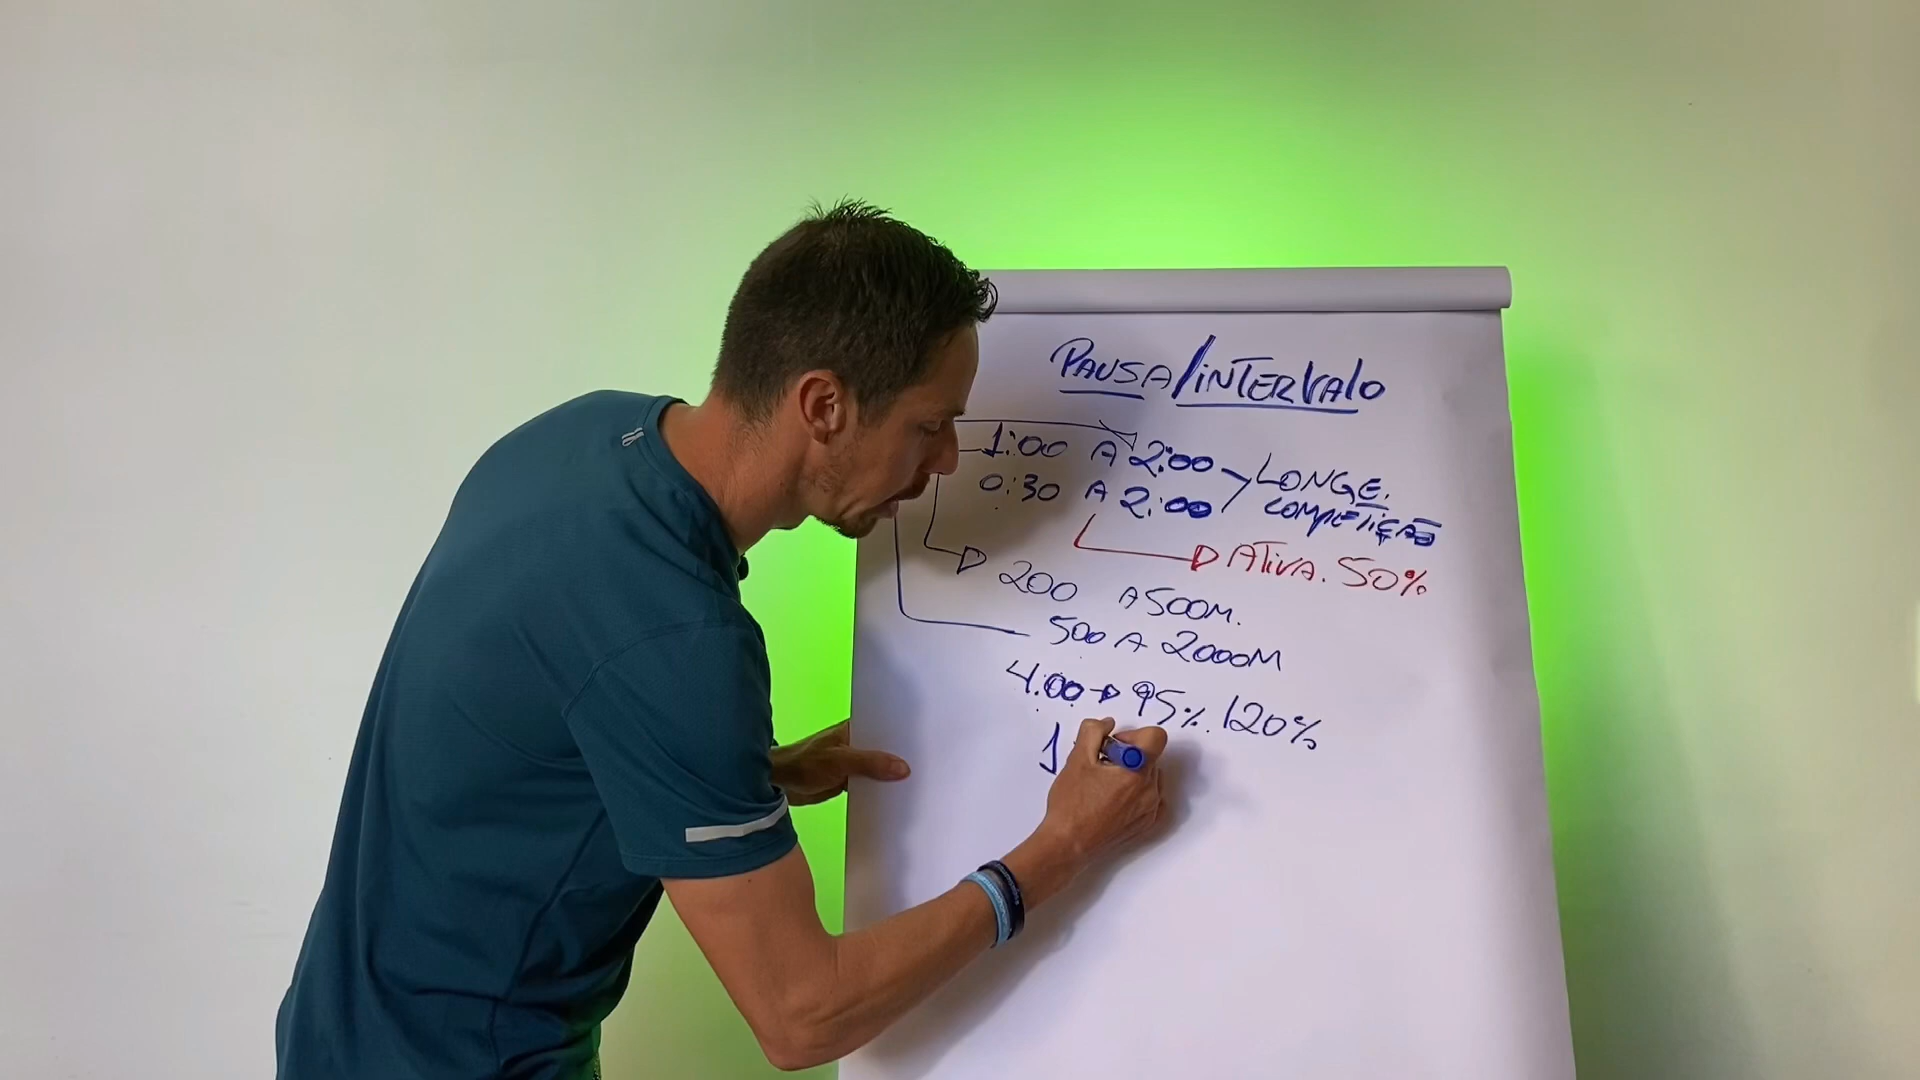 PAUSA/INTERVALO
1:00 A 2:00
LONGE.
0:30 A 2:00
COMPETIÇÃO
ATIVA. 50%
200 A 500M.
500 A 2000M
4:00 → 95%. 120%
1